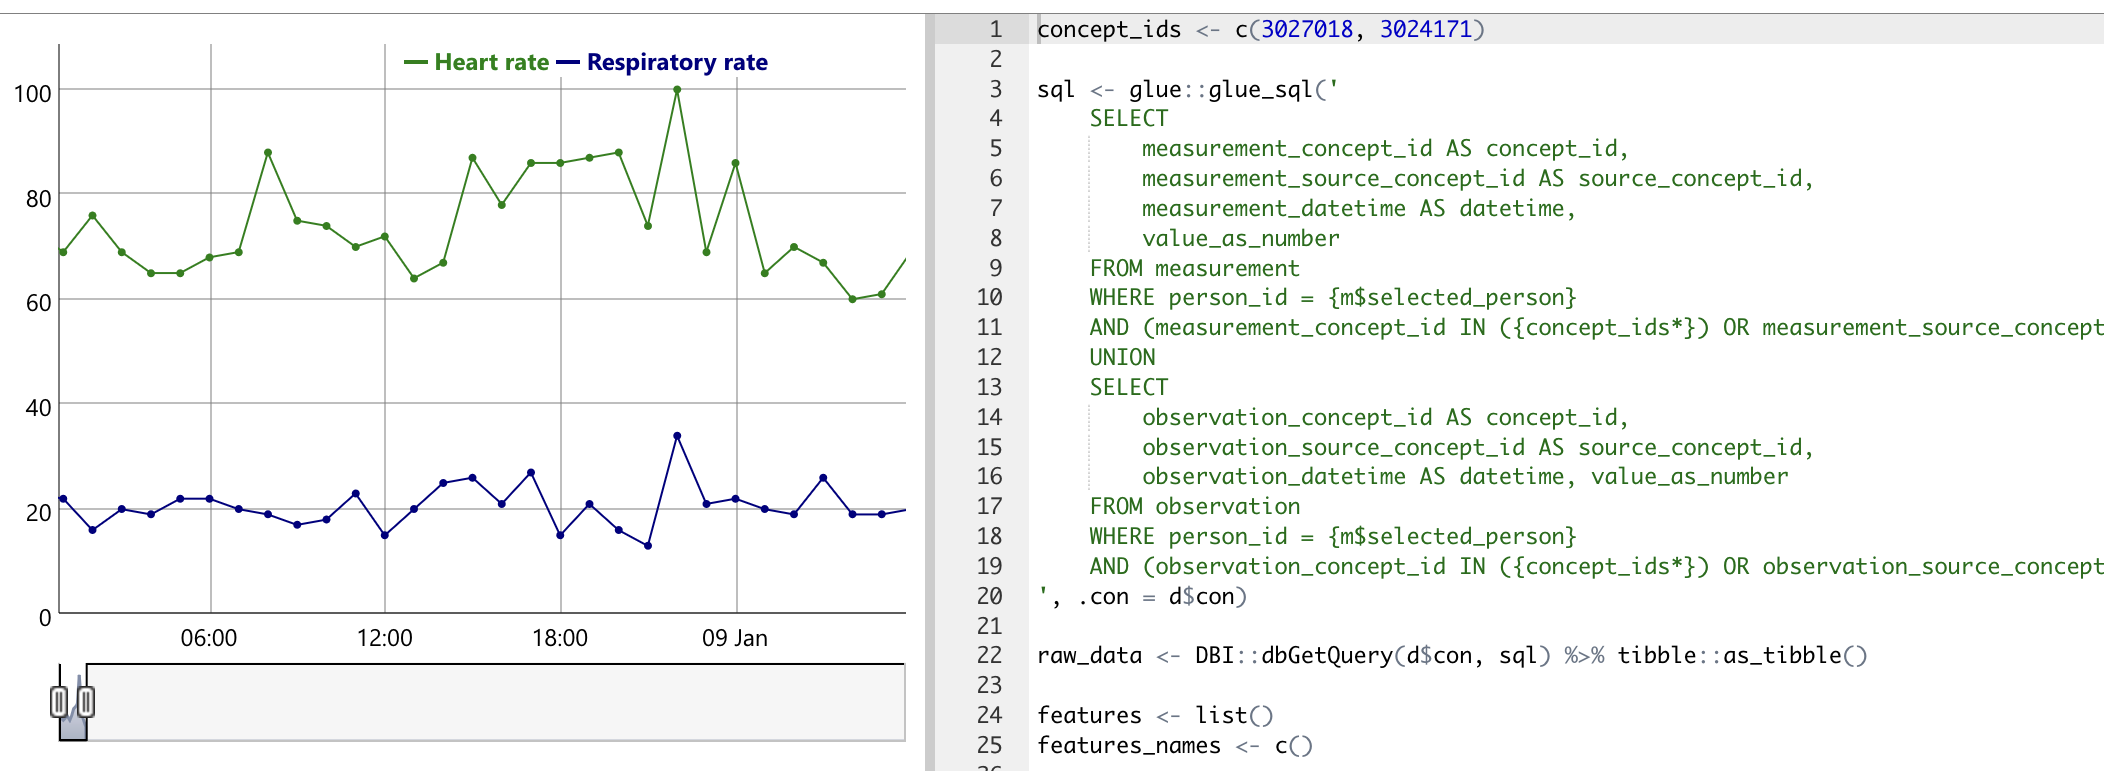 Heart rate Respiratory rate
100
80
60
40
20
0
06:00 12:00 18:00 09 Jan
1 concept_ids <- c(3027018, 3024171)
2
3 sql <- glue::glue_sql('
4 SELECT
5 measurement_concept_id AS concept_id,
6 measurement_source_concept_id AS source_concept_id,
7 measurement_datetime AS datetime,
8 value_as_number
9 FROM measurement
10 WHERE person_id = {m$selected_person}
11 AND (measurement_concept_id IN ({concept_ids*}) OR measurement_source_concept
12 UNION
13 SELECT
14 observation_concept_id AS concept_id,
15 observation_source_concept_id AS source_concept_id,
16 observation_datetime AS datetime, value_as_number
17 FROM observation
18 WHERE person_id = {m$selected_person}
19 AND (observation_concept_id IN ({concept_ids*}) OR observation_source_concept
20 ', .con = d$con)
21
22 raw_data <- DBI::dbGetQuery(d$con, sql) %>% tibble::as_tibble()
23
24 features <- list()
25 features_names <- c()